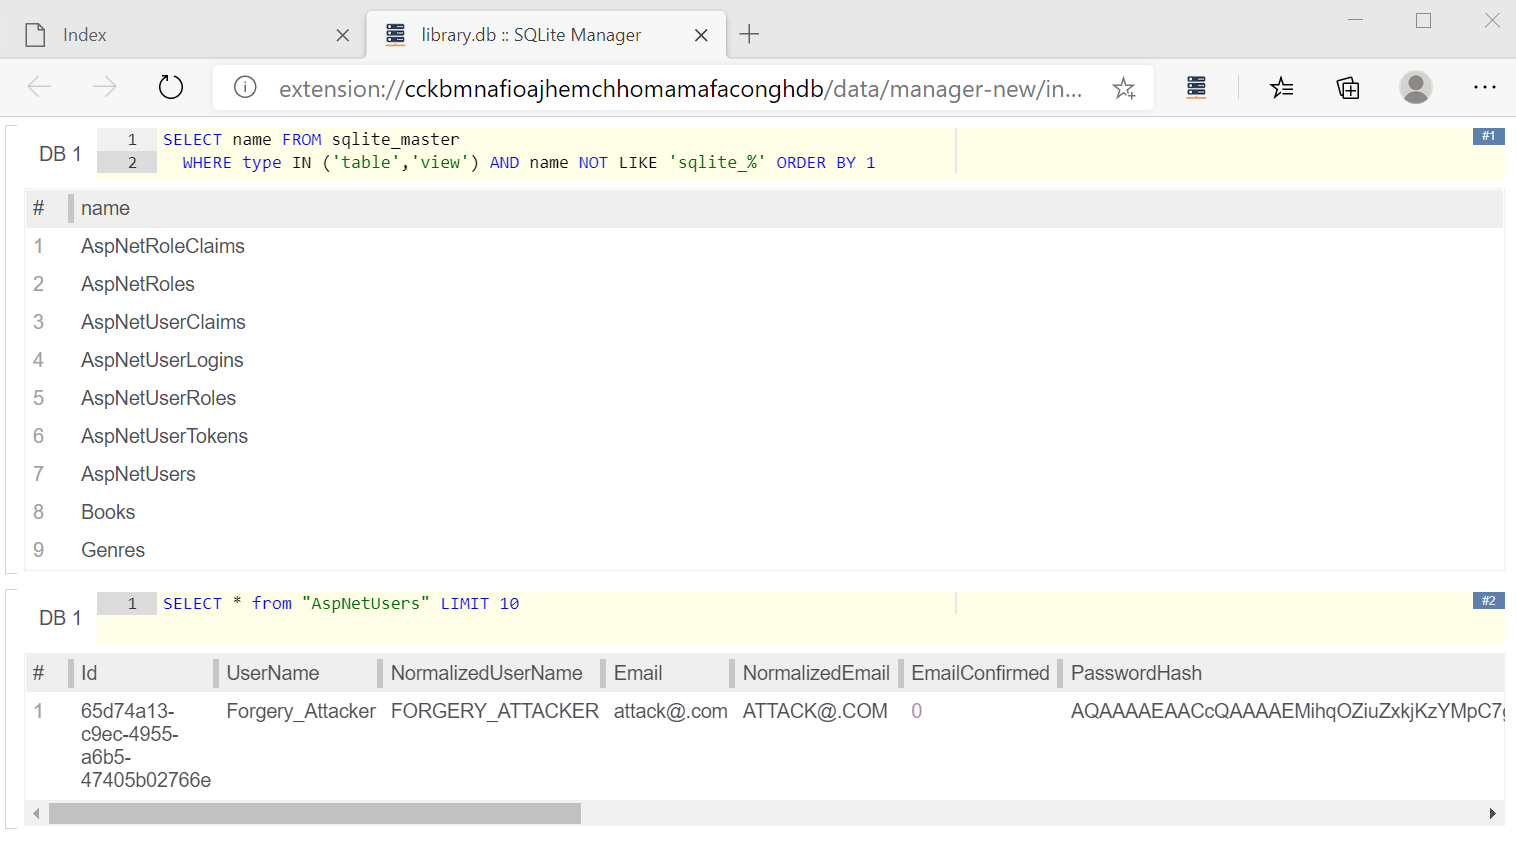 Index
library.db :: SQLite Manager
extension://cckbmnafioajhemchhomamafaconghdb/data/manager-new/in...
DB 1
1 SELECT name FROM sqlite_master
2 WHERE type IN ('table','view') AND name NOT LIKE 'sqlite_%' ORDER BY 1
#1
# name
1 AspNetRoleClaims
2 AspNetRoles
3 AspNetUserClaims
4 AspNetUserLogins
5 AspNetUserRoles
6 AspNetUserTokens
7 AspNetUsers
8 Books
9 Genres
DB 1
1 SELECT * from "AspNetUsers" LIMIT 10
#2
# Id UserName NormalizedUserName Email NormalizedEmail EmailConfirmed PasswordHash
1 65d74a13- Forgery_Attacker FORGERY_ATTACKER attack@.com ATTACK@.COM 0 AQAAAAEAACcQAAAAEMihqOZiuZxkjKzYMpC7g
c9ec-4955-
a6b5-
47405b02766e